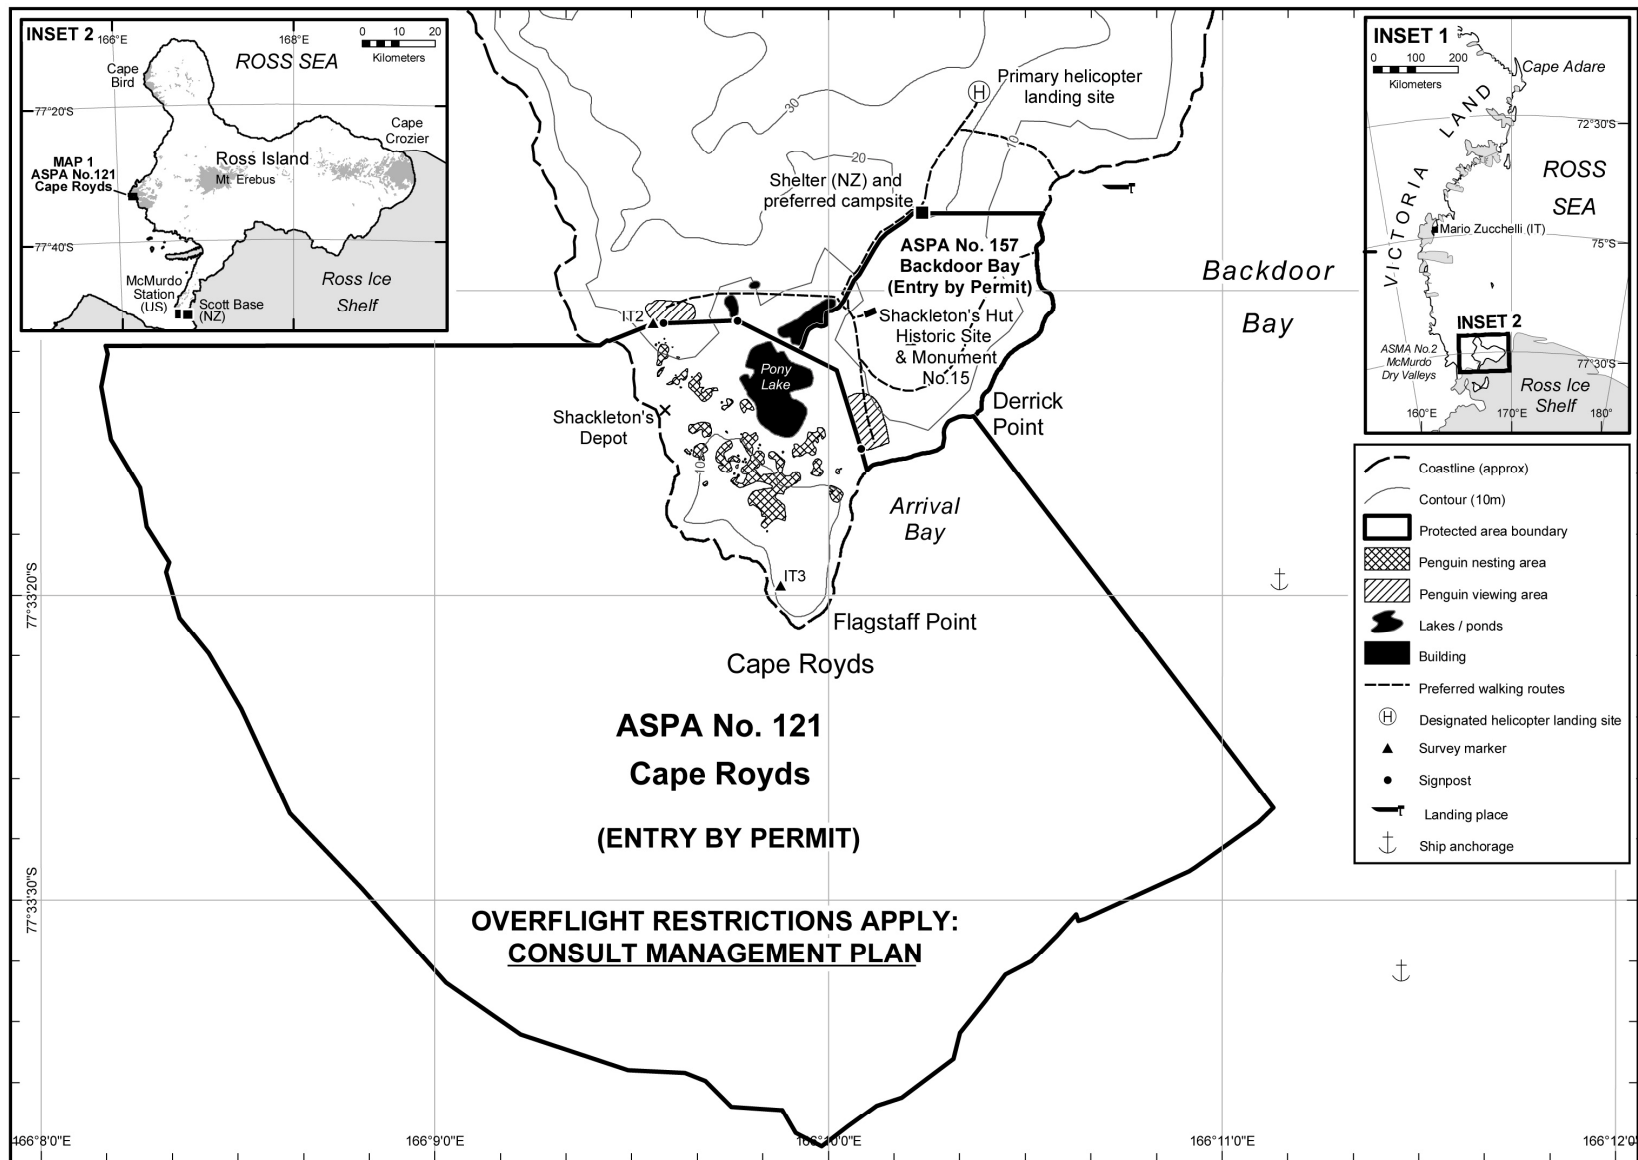 INSET 2
166°E
168°E
0 10 20
Kilometers
ROSS SEA
Cape
Bird
77°20'S
Cape
Crozier
MAP 1
ASPA No.121
Cape Royds
Ross Island
Mt. Erebus
77°40'S
McMurdo
Station
(US)
Scott Base
(NZ)
Ross Ice
Shelf
30
20
10
Primary helicopter
landing site
H
Shelter (NZ) and
preferred campsite
ASPA No. 157
Backdoor Bay
(Entry by Permit)
Shackleton's Hut
Historic Site
& Monument
No.15
Backdoor
Bay
IT2
Pony
Lake
Shackleton's
Depot
Derrick
Point
10
Arrival
Bay
IT3
Flagstaff Point
Cape Royds
ASPA No. 121
Cape Royds
(ENTRY BY PERMIT)
OVERFLIGHT RESTRICTIONS APPLY:
CONSULT MANAGEMENT PLAN
77°33'20"S
77°33'30"S
166°8'0"E
166°9'0"E
166°10'0"E
166°11'0"E
INSET 1
0 100 200
Kilometers
Cape Adare
VICTORIA LAND
72°30'S
ROSS
SEA
Mario Zucchelli (IT)
75°S
INSET 2
ASMA No.2
McMurdo
Dry Valleys
77°30'S
Ross Ice
Shelf
160°E
170°E
180°
Coastline (approx)
Contour (10m)
Protected area boundary
Penguin nesting area
Penguin viewing area
Lakes / ponds
Building
Preferred walking routes
H
Designated helicopter landing site
Survey marker
Signpost
Landing place
Ship anchorage